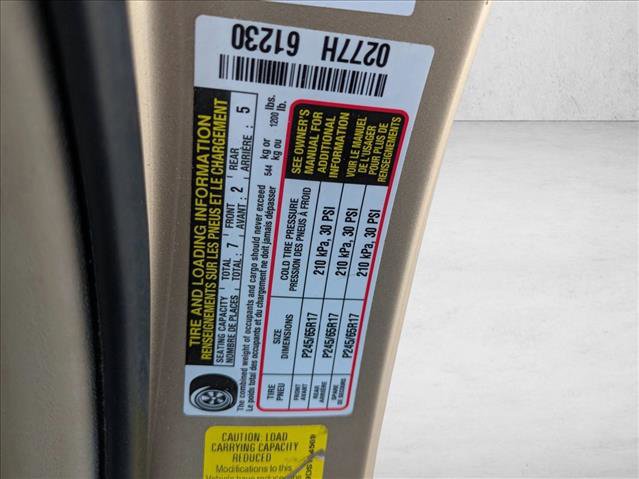 0277H 61230
TIRE AND LOADING INFORMATION
RENSEIGNEMENTS SUR LES PNEUS ET LE CHARGEMENT
SEATING CAPACITY TOTAL 7 FRONT 2 REAR 5
NOMBRE DE PLACES TOTAL: AVANT: ARRIÈRE:
The combined weight of occupants and cargo should never exceed 544 kg or 1200 lbs.
Le poids total des occupants et du chargement ne doit jamais dépasser kg ou lb.
TIRE SIZE COLD TIRE PRESSURE
PNEU DIMENSIONS PRESSION DES PNEUS À FROID
FRONT P245/65R17 210 kPa, 30 PSI
AVANT
REAR P245/65R17 210 kPa, 30 PSI
ARRIÈRE
SPARE P245/65R17 210 kPa, 30 PSI
DE SECOURS
SEE OWNER'S
MANUAL FOR
ADDITIONAL
INFORMATION
VOIR LE MANUEL
DE L'USAGER
POUR PLUS DE
RENSEIGNEMENTS
CAUTION: LOAD
CARRYING CAPACITY
REDUCED
Modifications to this